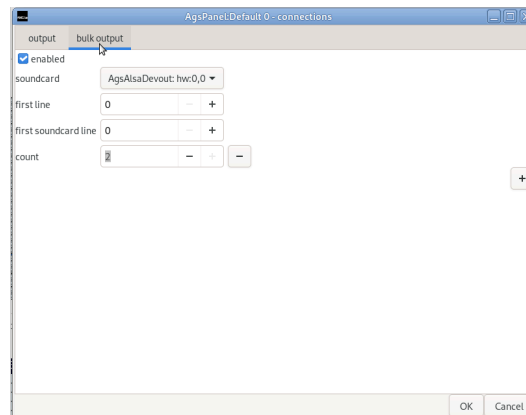 AgsPanel:Default 0 - connections
output bulk output
enabled
soundcard AgsAlsaDevout: hw:0,0
first line 0 − +
first soundcard line 0 − +
count 2 − + −
+
OK Cancel